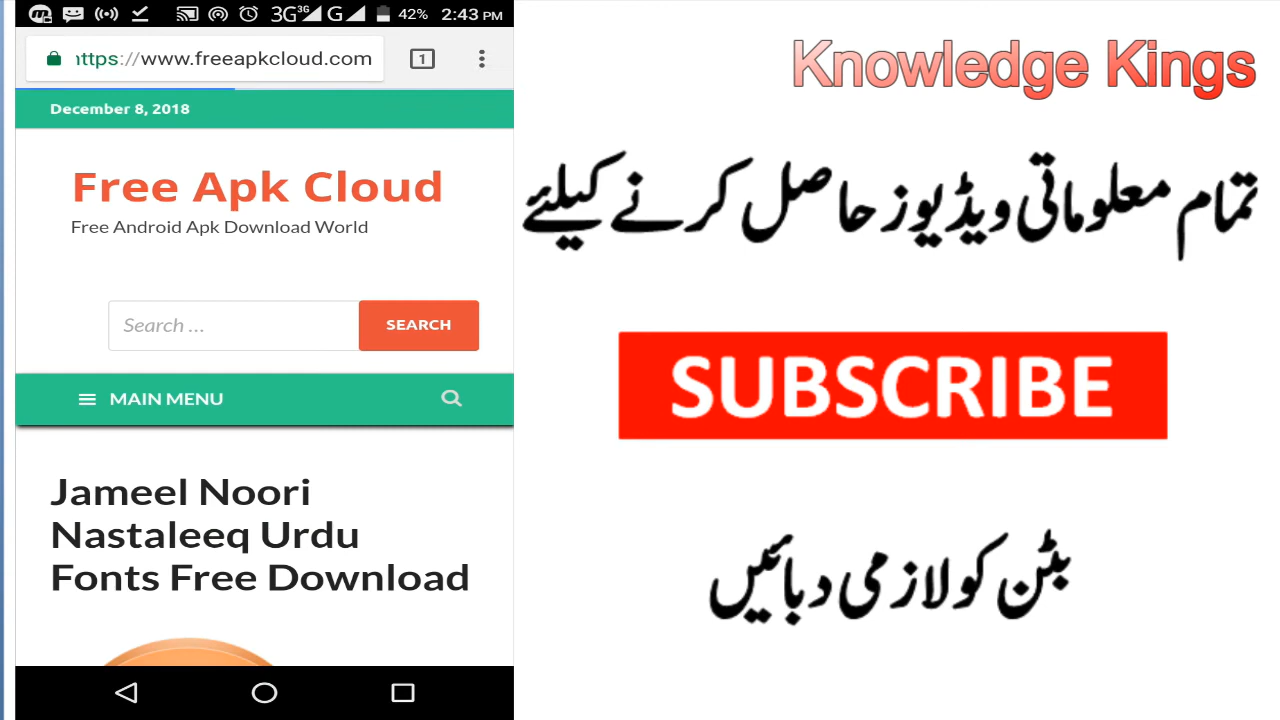 3G 3G G 42% 2:43 PM
https://www.freeapkcloud.com 1
December 8, 2018
Free Apk Cloud
Free Android Apk Download World
Search ... SEARCH
MAIN MENU
Jameel Noori
Nastaleeq Urdu
Fonts Free Download
Knowledge Kings
تمام معلوماتی ویڈیوز حاصل کرنے کیلئے
SUBSCRIBE
بٹن کو لازمی دبائیں